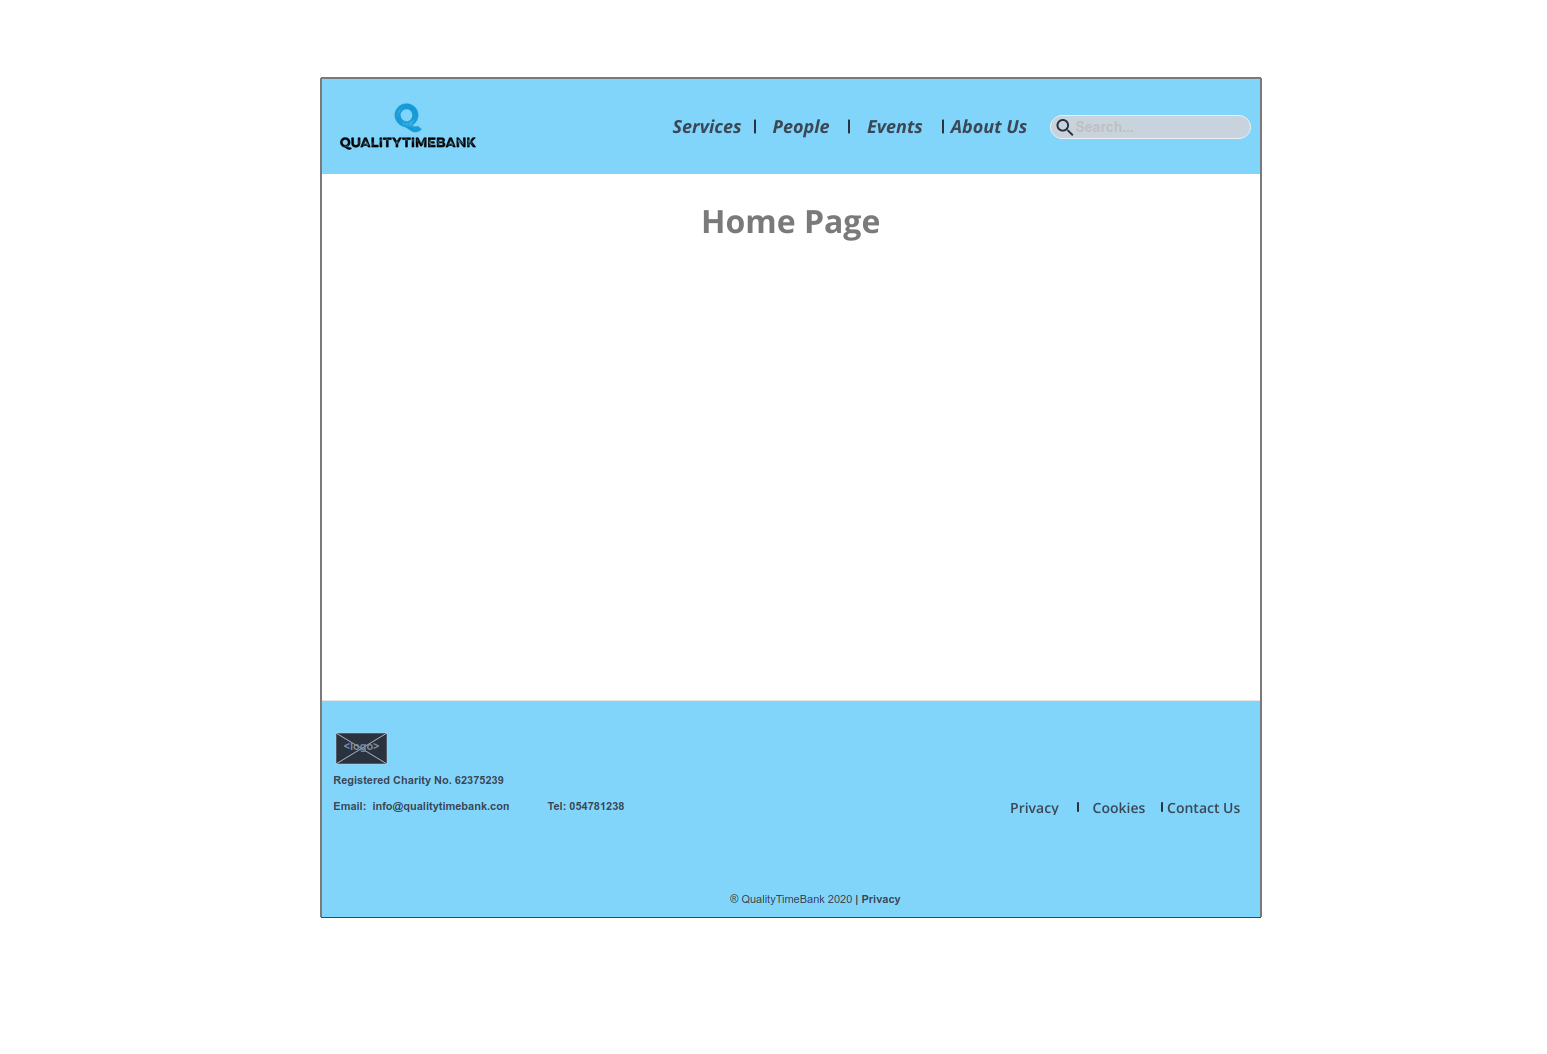 QUALITYTIMEBANK
Services | People | Events | About Us Search...
Home Page
<logo>
Registered Charity No. 62375239
Email: info@qualitytimebank.con Tel: 054781238
Privacy | Cookies | Contact Us
® QualityTimeBank 2020 | Privacy